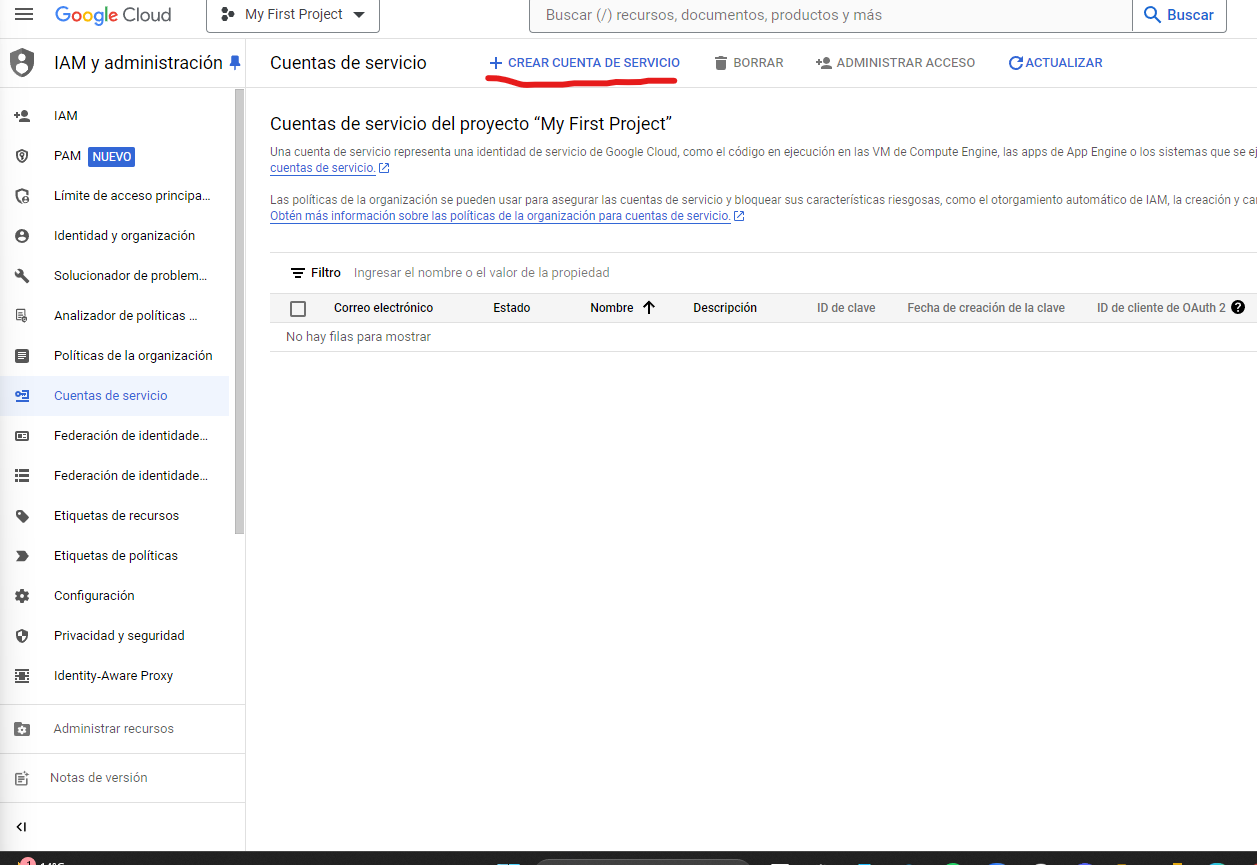 Google Cloud
My First Project
Buscar (/) recursos, documentos, productos y más
Buscar
IAM y administración
Cuentas de servicio
CREAR CUENTA DE SERVICIO
BORRAR
ADMINISTRAR ACCESO
ACTUALIZAR
IAM
PAM NUEVO
Límite de acceso principa...
Identidad y organización
Solucionador de problem...
Analizador de políticas ...
Políticas de la organización
Cuentas de servicio
Federación de identidade...
Federación de identidade...
Etiquetas de recursos
Etiquetas de políticas
Configuración
Privacidad y seguridad
Identity-Aware Proxy
Administrar recursos
Notas de versión
Cuentas de servicio del proyecto “My First Project”
Una cuenta de servicio representa una identidad de servicio de Google Cloud, como el código en ejecución en las VM de Compute Engine, las apps de App Engine o los sistemas que se ej
cuentas de servicio.
Las políticas de la organización se pueden usar para asegurar las cuentas de servicio y bloquear sus características riesgosas, como el otorgamiento automático de IAM, la creación y car
Obtén más información sobre las políticas de la organización para cuentas de servicio.
Filtro Ingresar el nombre o el valor de la propiedad
Correo electrónico Estado Nombre Descripción ID de clave Fecha de creación de la clave ID de cliente de OAuth 2
No hay filas para mostrar